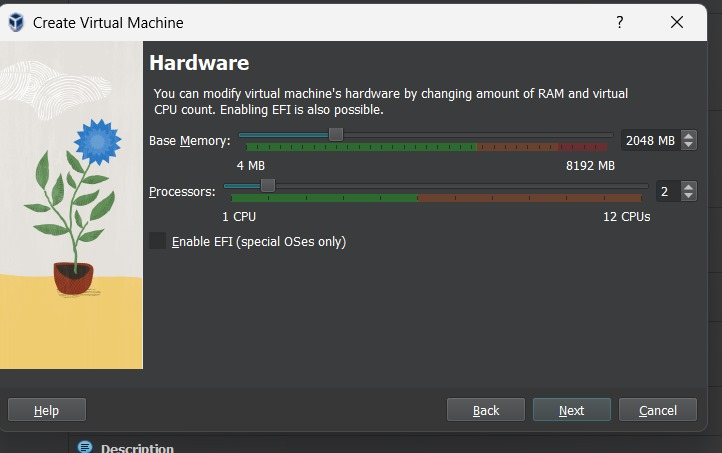 Create Virtual Machine
?
Hardware
You can modify virtual machine's hardware by changing amount of RAM and virtual
CPU count. Enabling EFI is also possible.
Base Memory:
2048 MB
4 MB
8192 MB
Processors:
2
1 CPU
12 CPUs
Enable EFI (special OSes only)
Help
Back
Next
Cancel
Description